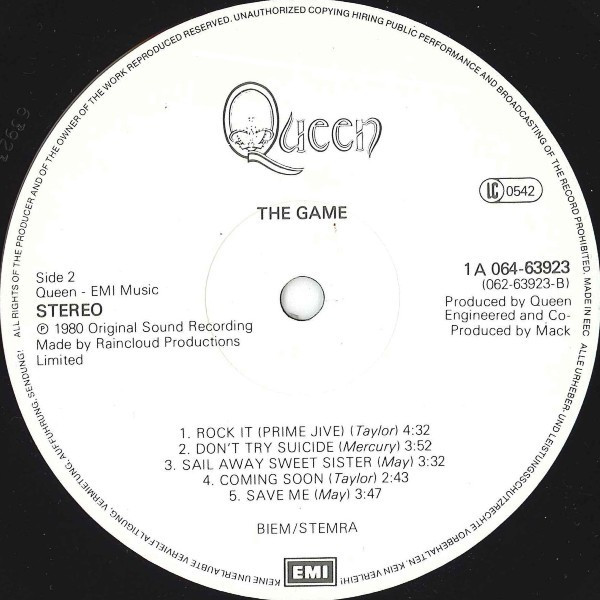 ALL RIGHTS OF THE PRODUCER AND OF THE OWNER OF THE WORK REPRODUCED RESERVED. UNAUTHORIZED COPYING HIRING PUBLIC PERFORMANCE AND BROADCASTING OF THE RECORD PROHIBITED. MADE IN EEC
Queen
LC 0542
THE GAME
Side 2
Queen - EMI Music
STEREO
℗ 1980 Original Sound Recording
Made by Raincloud Productions
Limited
1A 064-63923
(062-63923-B)
Produced by Queen
Engineered and Co-
Produced by Mack
1. ROCK IT (PRIME JIVE) (Taylor) 4:32
2. DON'T TRY SUICIDE (Mercury) 3:52
3. SAIL AWAY SWEET SISTER (May) 3:32
4. COMING SOON (Taylor) 2:43
5. SAVE ME (May) 3:47
BIEM/STEMRA
EMI
ALLE URHEBER- UND LEISTUNGSSCHUTZRECHTE VORBEHALTEN. KEIN VERLEIH! KEINE UNERLAUBTE VERVIELFALTIGUNG, VERMIETUNG, AUFFUHRUNG, SENDUNG!